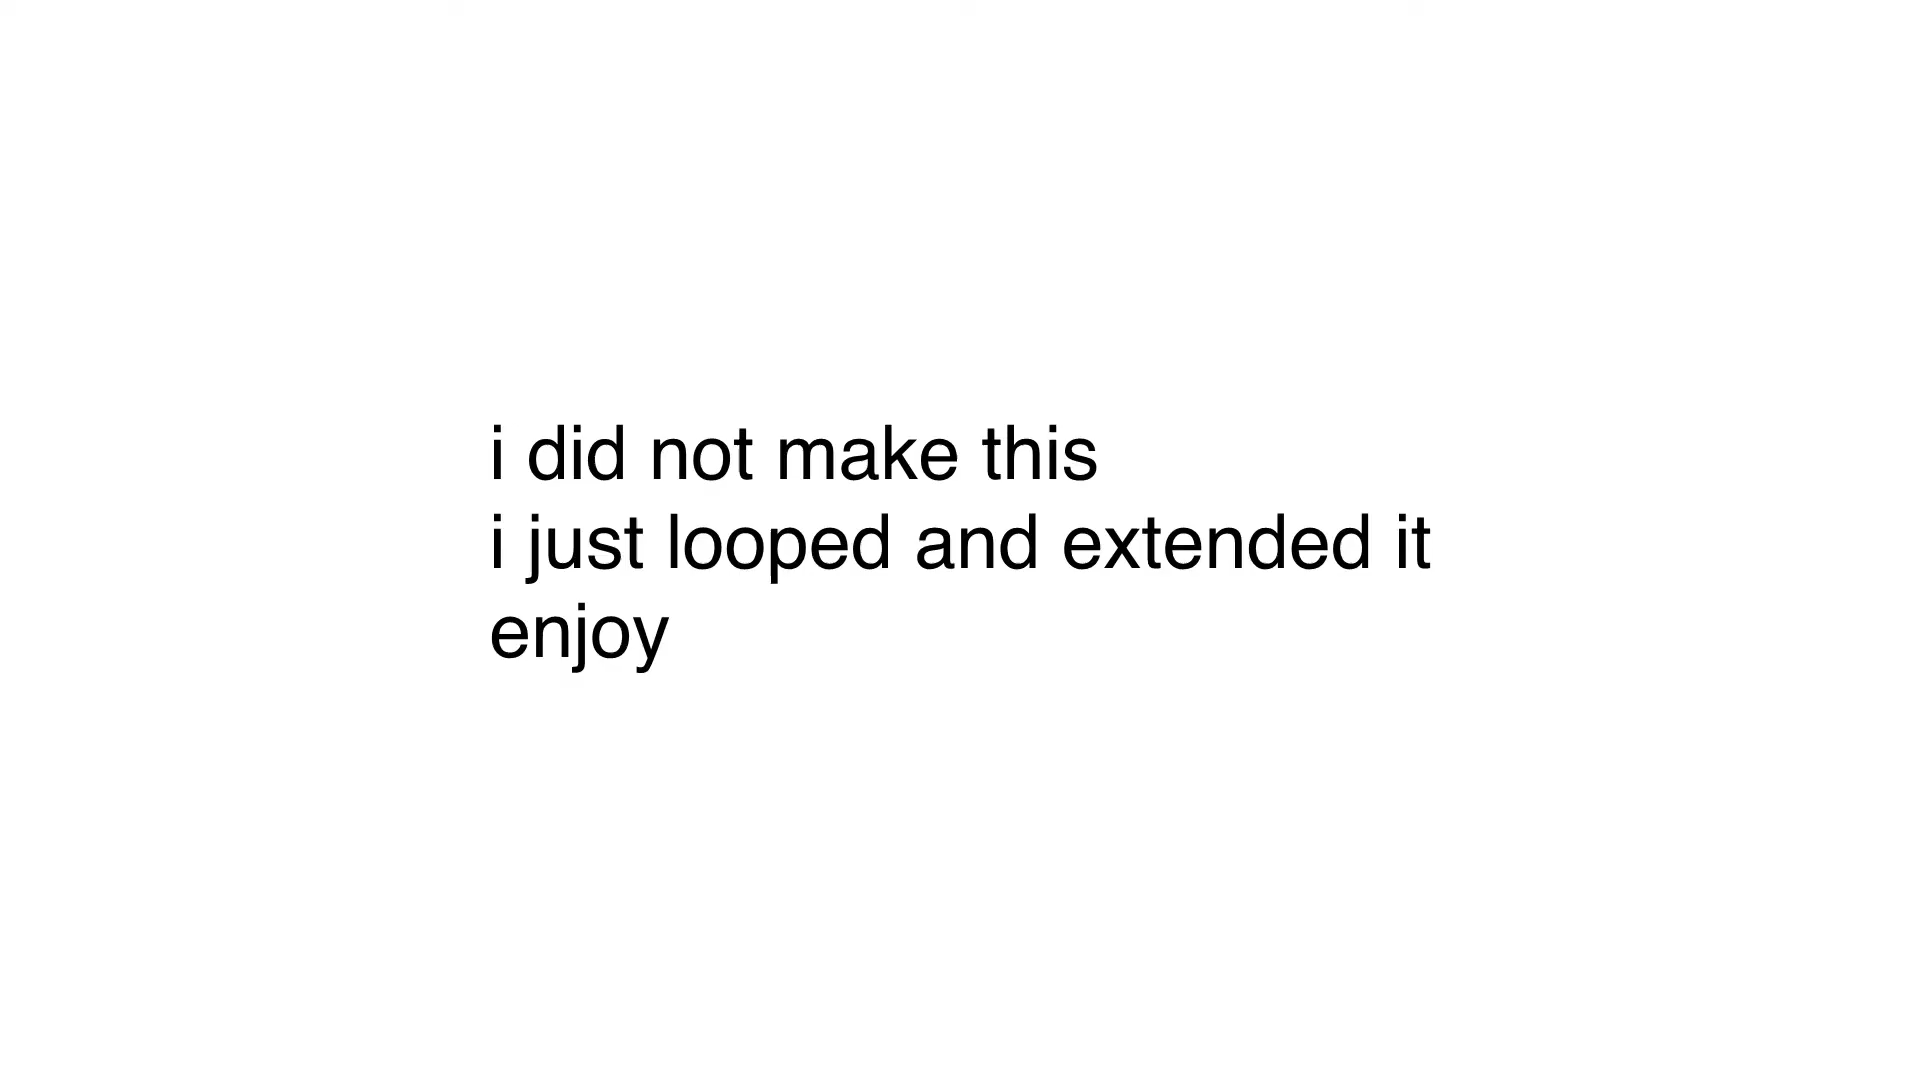 i did not make this
i just looped and extended it
enjoy